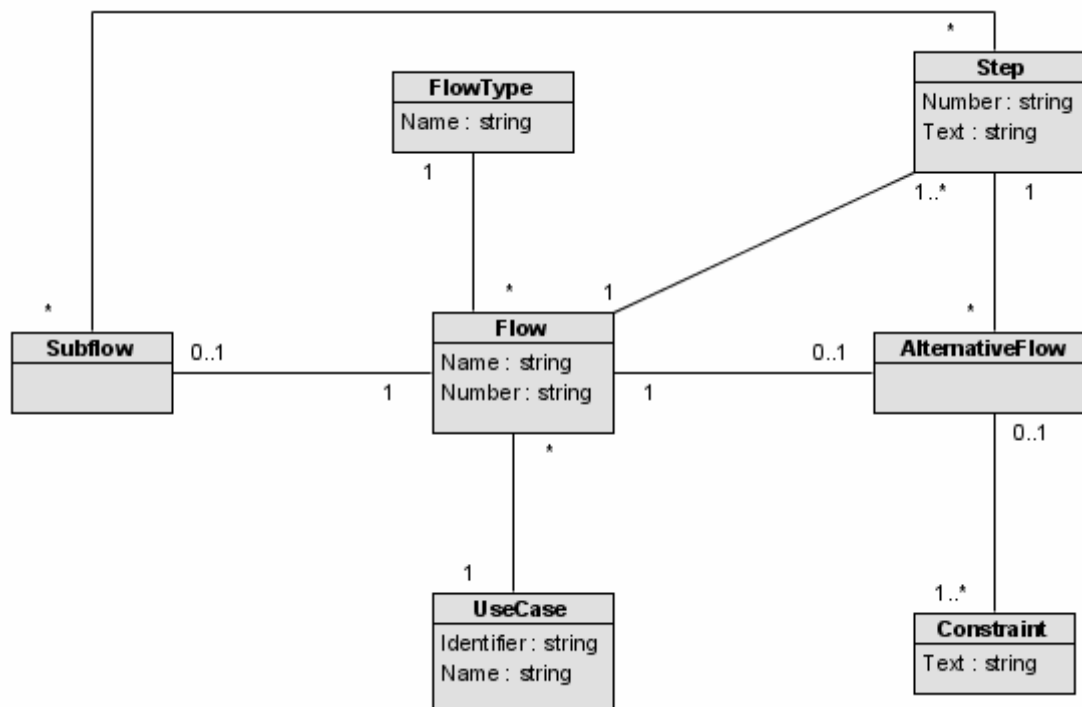 *
Step
Number : string
Text : string
FlowType
Name : string
1
1..*
1
*
*
1
*
Subflow
0..1
1
Flow
Name : string
Number : string
0..1
1
AlternativeFlow
*
0..1
1
UseCase
Identifier : string
Name : string
1..*
Constraint
Text : string